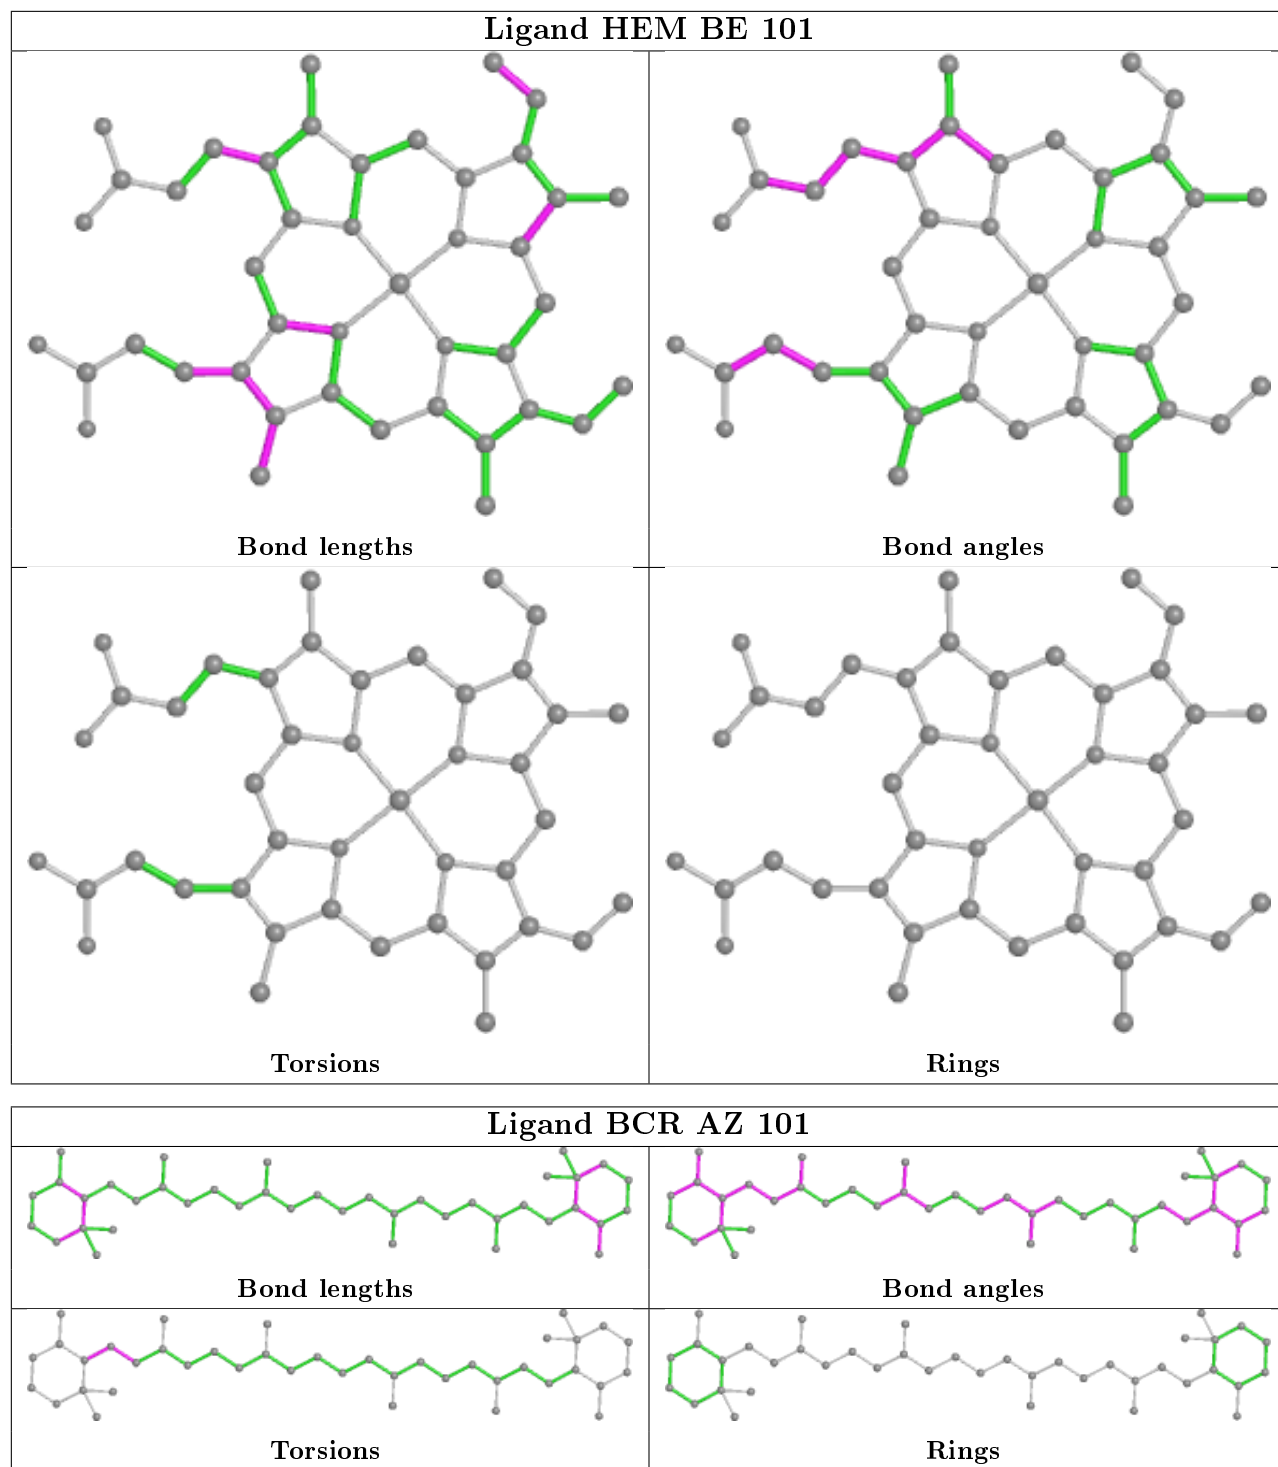 Ligand HEM BE 101
Bond lengths
Bond angles
Torsions
Rings
Ligand BCR AZ 101
Bond lengths
Bond angles
Torsions
Rings